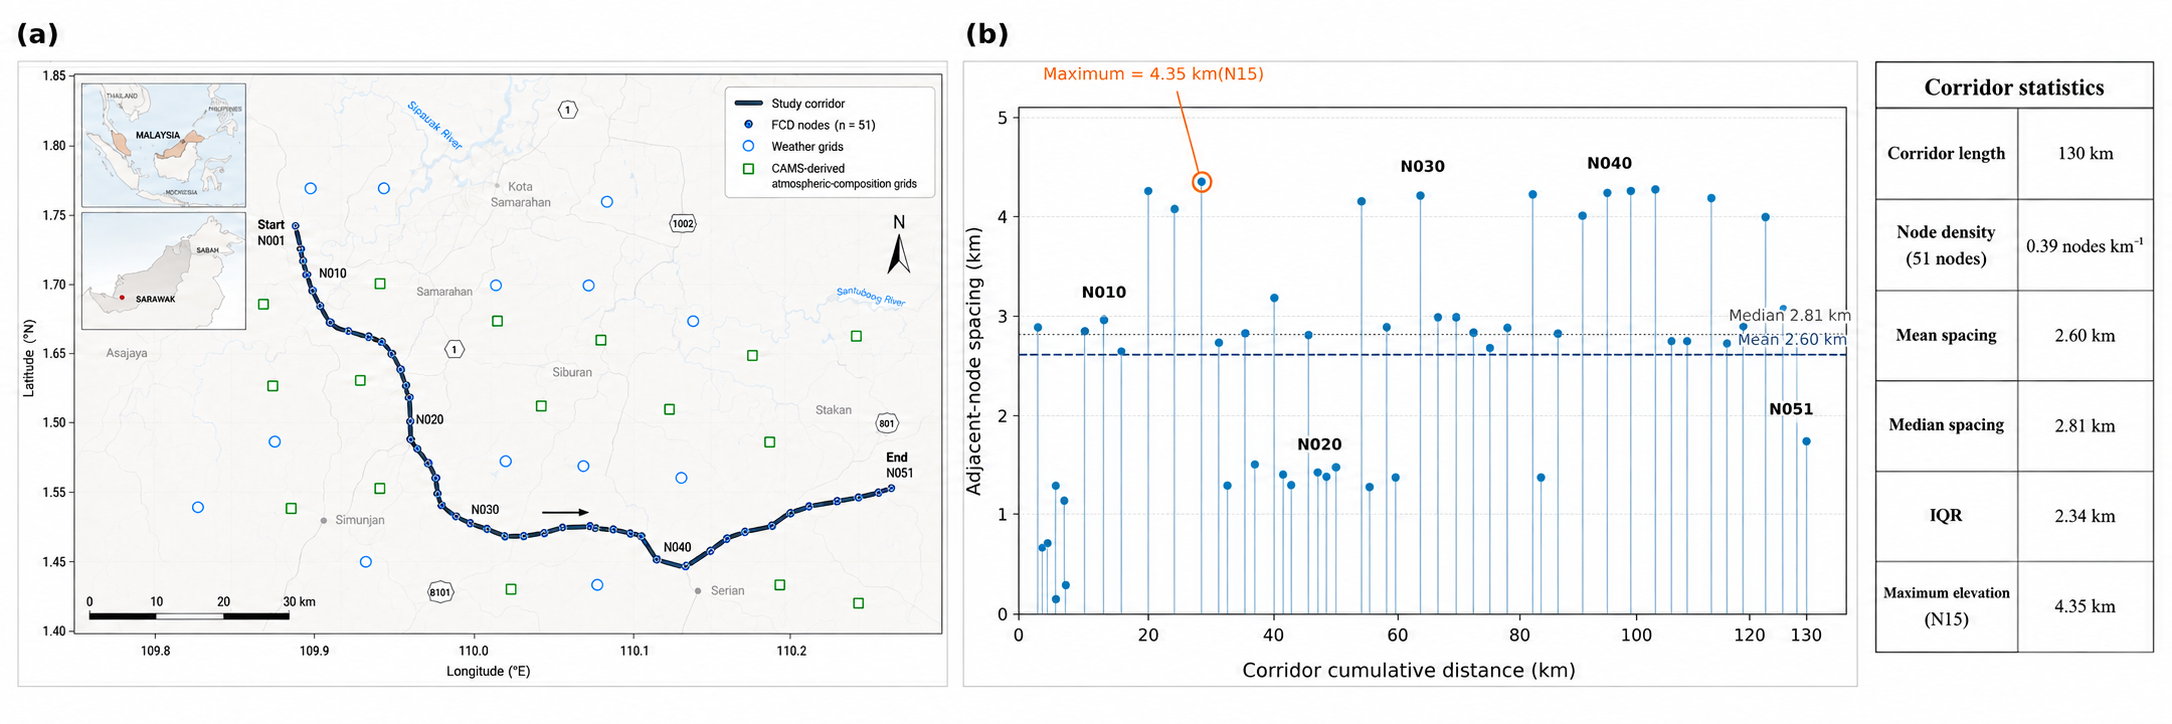 (a)
1.85
1.80
1.75
1.70
1.65
1.50
1.55
1.45
1.40
Latitude (°N)
109.8
109.9
110.0
110.1
110.2
Longitude (°E)
THAILAND
PHILIPPINES
MALAYSIA
SABAH
SARAWAK
Sipauak River
1
Kota
Samarahan
1002
Study corridor
FCD nodes (n = 51)
Weather grids
CAMS-derived
atmospheric-composition grids
N
Start
N001
N010
Samarahan
Santuboog River
Asajaya
1
Siburan
Stakan
801
N020
End
N051
N030
Simunjan
N040
8101
Serian
0 10 20 30 km
(b)
Maximum = 4.35 km(N15)
5
4
3
2
1
0
Adjacent-node spacing (km)
N010
N020
N030
N040
N051
Median 2.81 km
Mean 2.60 km
0 20 40 60 80 100 120 130
Corridor cumulative distance (km)
Corridor statistics
Corridor length 130 km
Node density
(51 nodes) 0.39 nodes km⁻¹
Mean spacing 2.60 km
Median spacing 2.81 km
IQR 2.34 km
Maximum elevation
(N15) 4.35 km